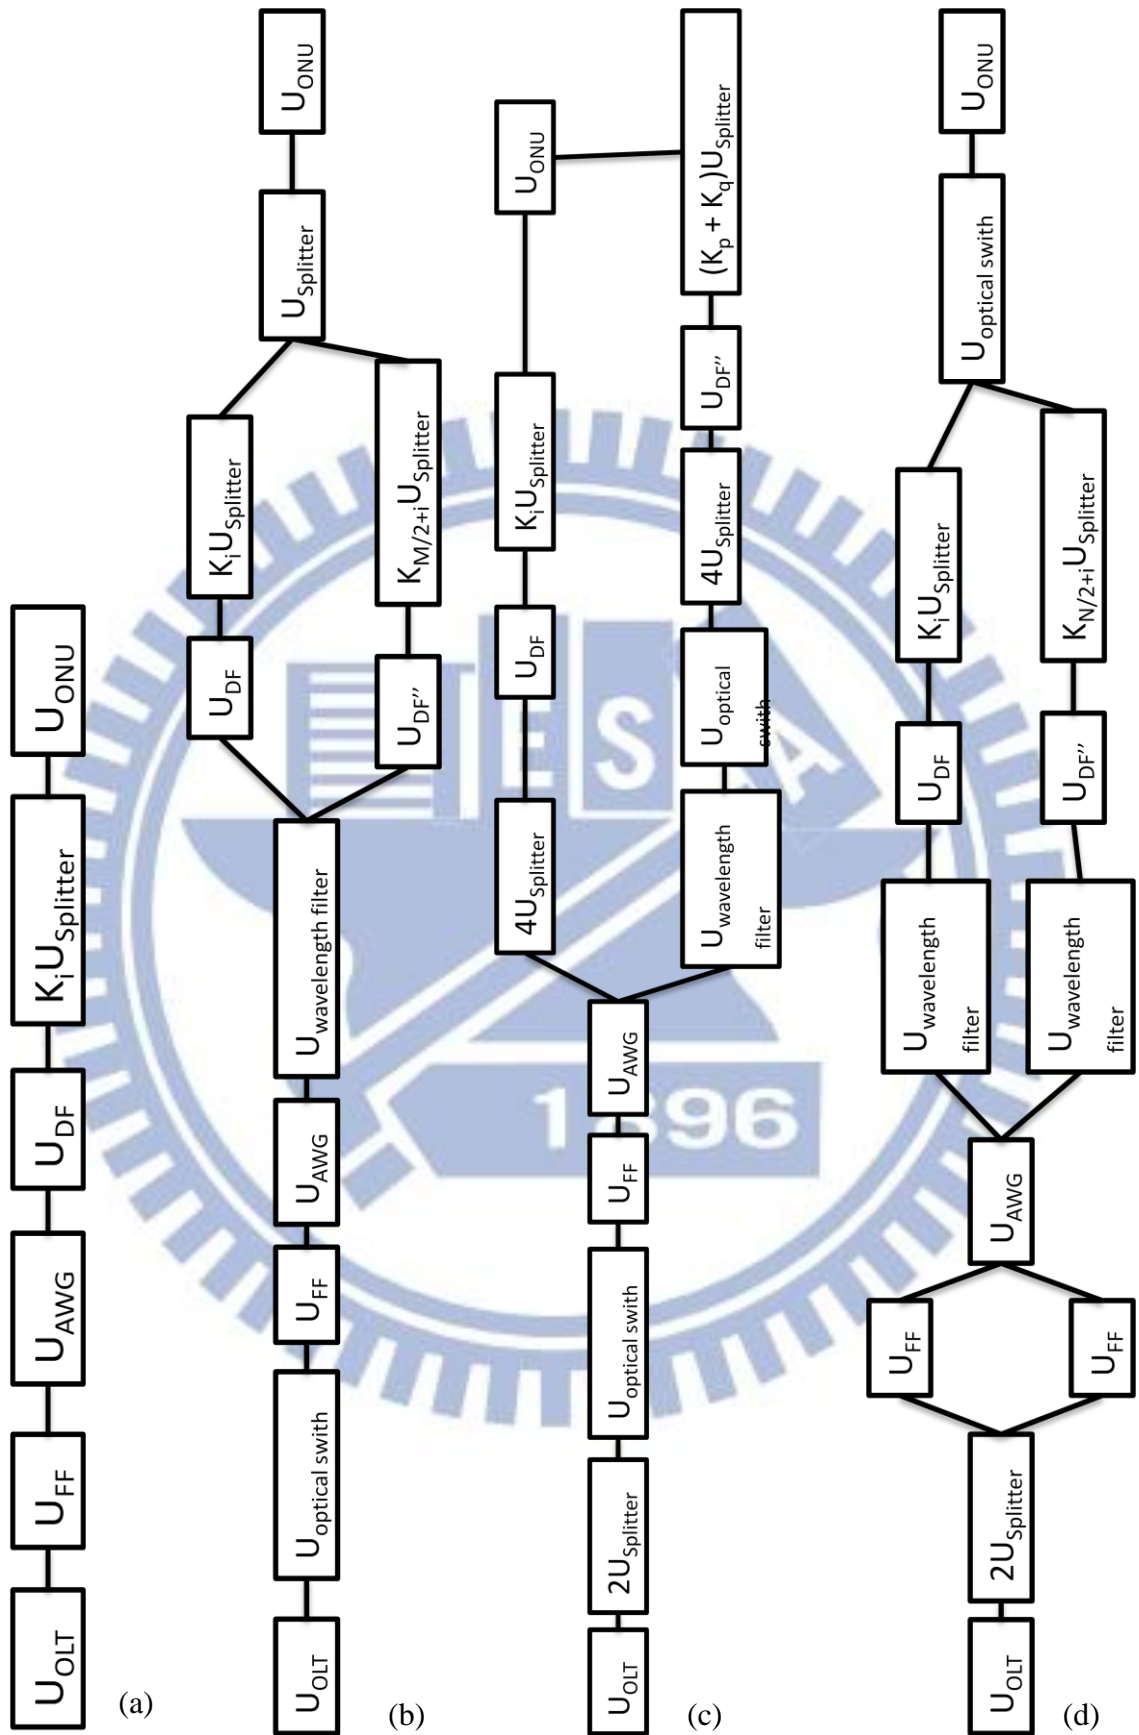 U_OLT
U_FF
U_AWG
U_DF
K_iU_Splitter
U_ONU
(a)
U_OLT
U_optical swith
U_FF
U_AWG
U_wavelength filter
U_DF
K_iU_Splitter
U_DF''
K_M/2+iU_Splitter
U_Splitter
U_ONU
(b)
U_OLT
2U_Splitter
U_optical swith
U_FF
U_AWG
4U_Splitter
U_DF
K_iU_Splitter
U_ONU
U_wavelength
filter
U_optical
swith
4U_Splitter
U_DF''
(K_p + K_q)U_Splitter
(c)
U_OLT
2U_Splitter
U_FF
U_FF
U_AWG
U_wavelength
filter
U_DF
K_iU_Splitter
U_wavelength
filter
U_DF''
K_N/2+iU_Splitter
U_optical swith
U_ONU
(d)
ES
A
1896